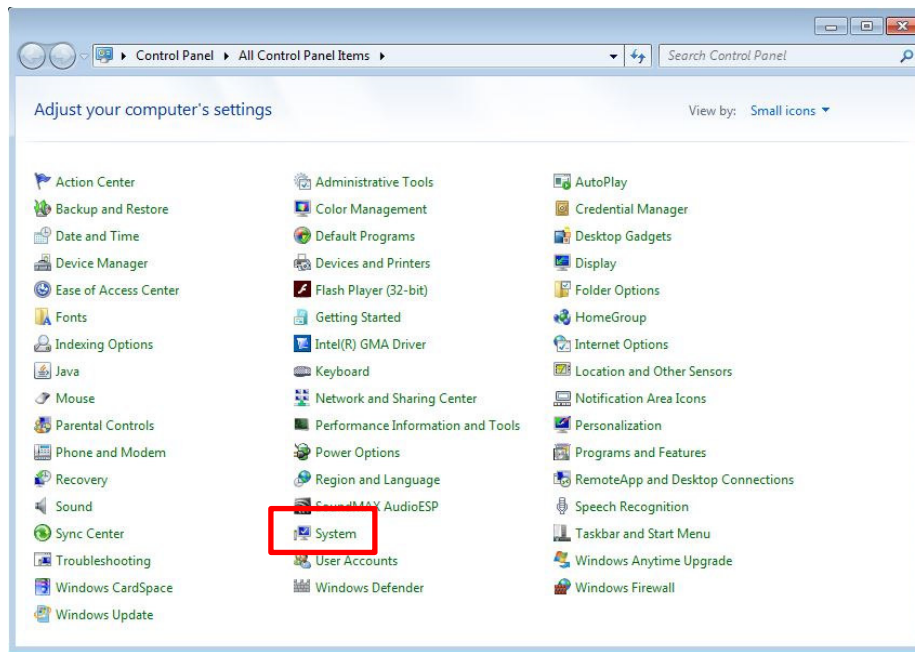 Control Panel All Control Panel Items Search Control Panel
Adjust your computer's settings View by: Small icons
Action Center Administrative Tools AutoPlay
Backup and Restore Color Management Credential Manager
Date and Time Default Programs Desktop Gadgets
Device Manager Devices and Printers Display
Ease of Access Center Flash Player (32-bit) Folder Options
Fonts Getting Started HomeGroup
Indexing Options Intel(R) GMA Driver Internet Options
Java Keyboard Location and Other Sensors
Mouse Network and Sharing Center Notification Area Icons
Parental Controls Performance Information and Tools Personalization
Phone and Modem Power Options Programs and Features
Recovery Region and Language RemoteApp and Desktop Connections
Sound SoundMAX AudioESP Speech Recognition
Sync Center System Taskbar and Start Menu
Troubleshooting User Accounts Windows Anytime Upgrade
Windows CardSpace Windows Defender Windows Firewall
Windows Update